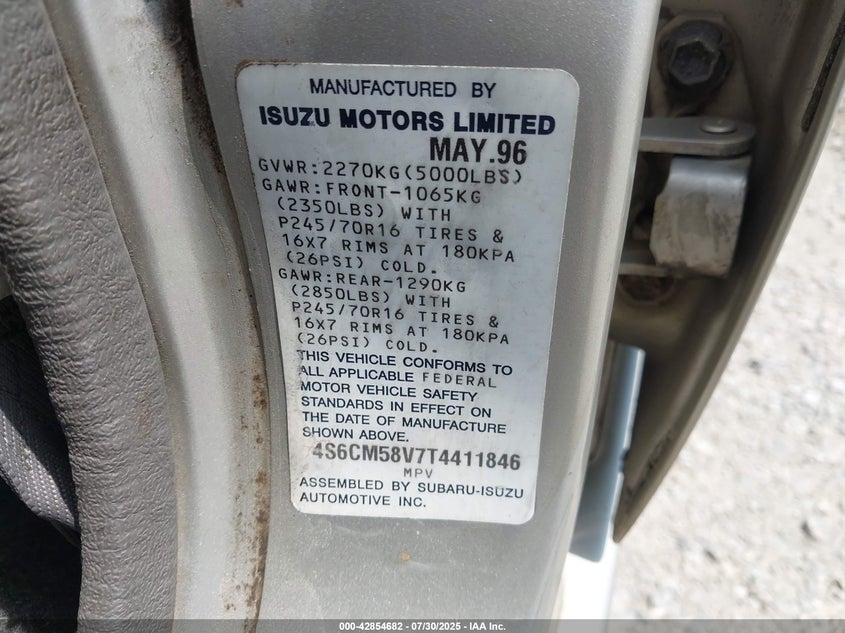 MANUFACTURED BY
ISUZU MOTORS LIMITED
MAY.96
GVWR:2270KG(5000LBS)
GAWR:FRONT-1065KG
(2350LBS) WITH
P245/70R16 TIRES &
16X7 RIMS AT 180KPA
(26PSI) COLD.
GAWR:REAR-1290KG
(2850LBS) WITH
P245/70R16 TIRES &
16X7 RIMS AT 180KPA
(26PSI) COLD.
THIS VEHICLE CONFORMS TO
ALL APPLICABLE FEDERAL
MOTOR VEHICLE SAFETY
STANDARDS IN EFFECT ON
THE DATE OF MANUFACTURE
SHOWN ABOVE.
4S6CM58V7T4411846
MPV
ASSEMBLED BY SUBARU-ISUZU
AUTOMOTIVE INC.
000-42854682 | 07/30/2025 - IAA Inc.